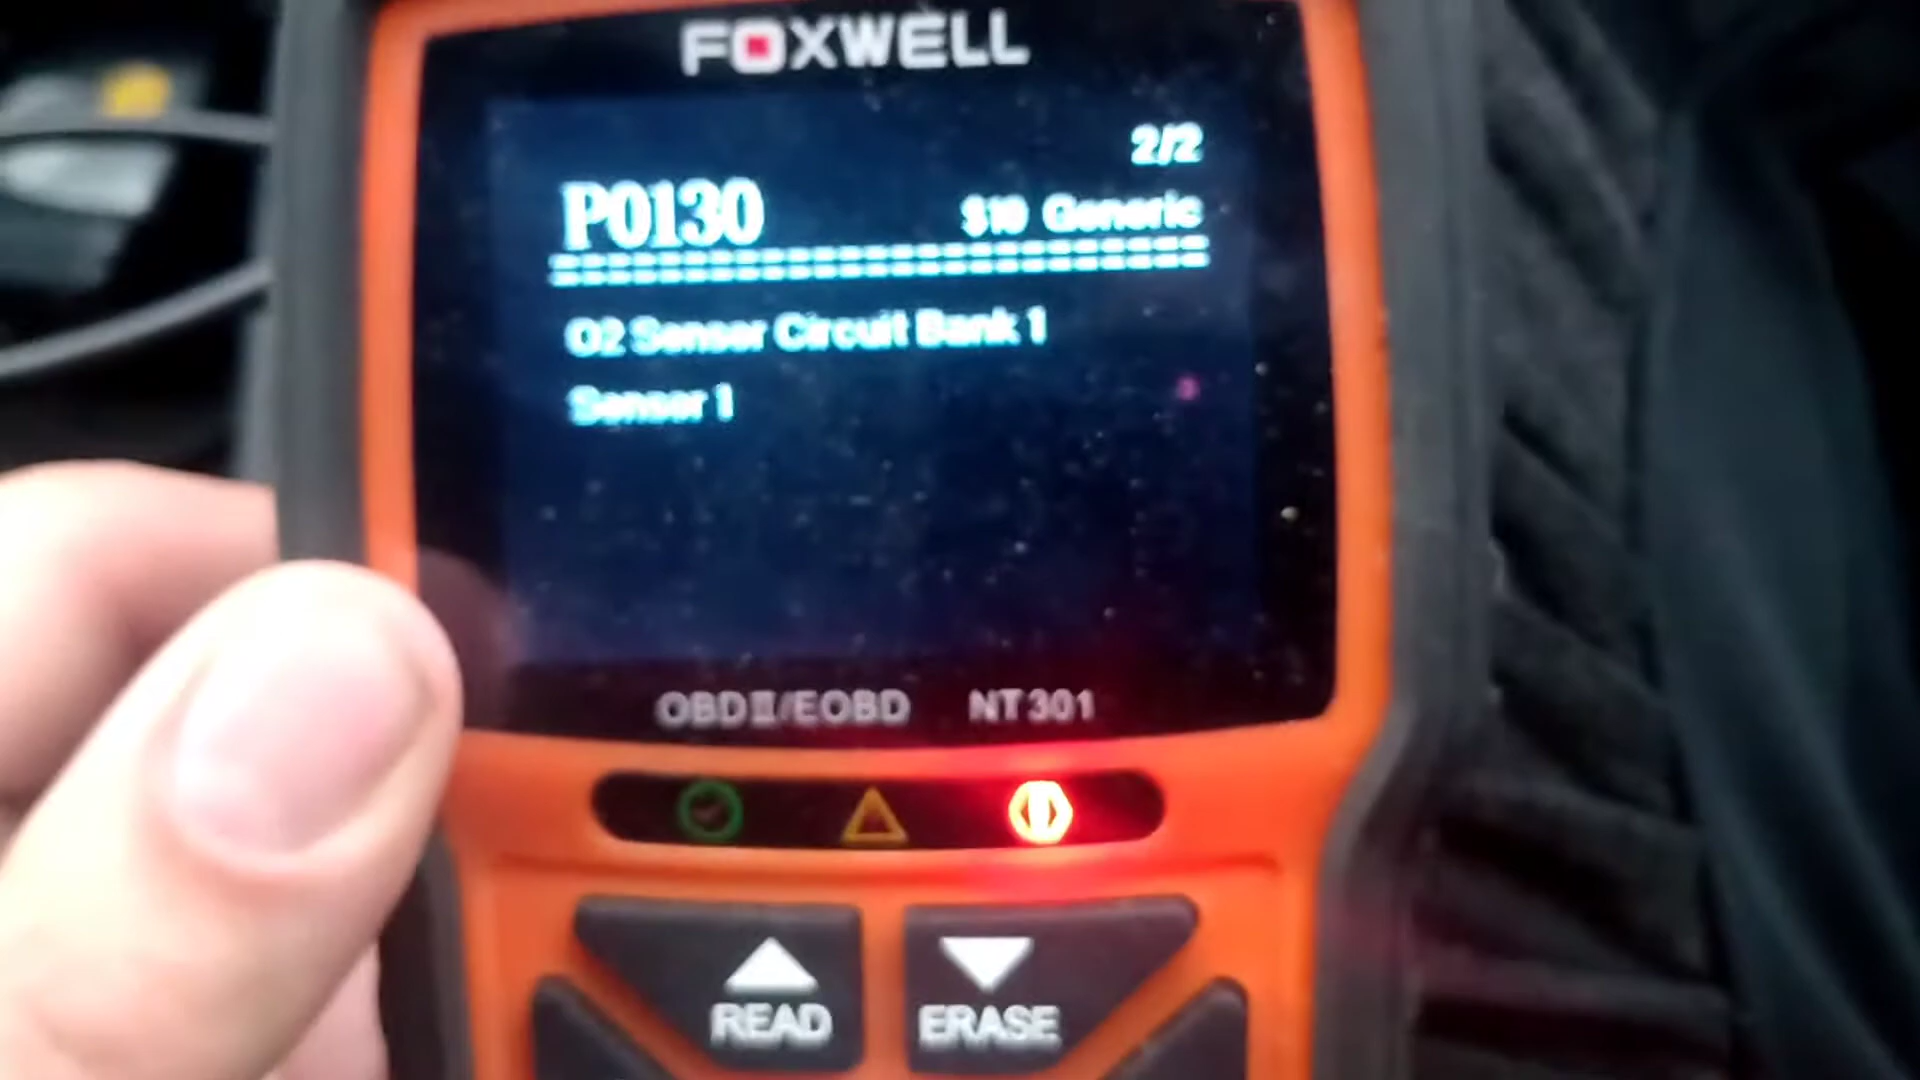 FOXWELL
2/2
P0130 $10 Generic
O2 Sensor Circuit Bank 1
Sensor 1
OBDII/EOBD NT301
READ ERASE